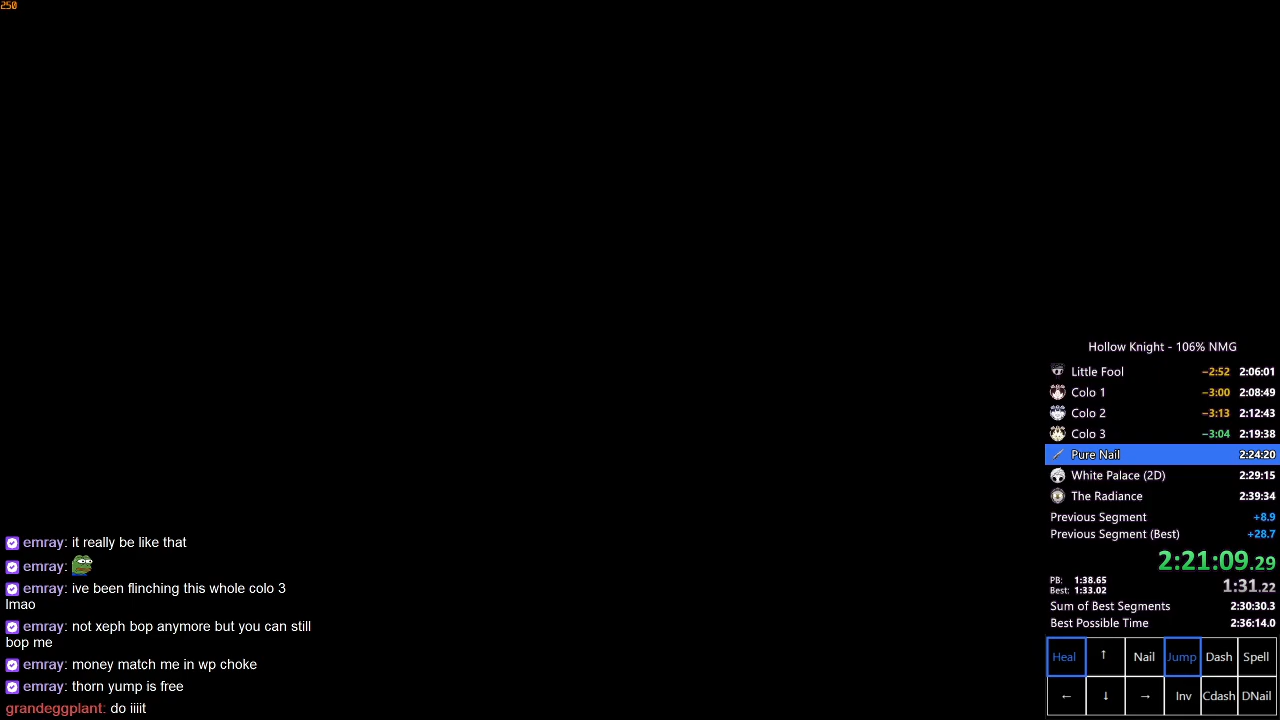 250
Hollow Knight - 106% NMG
Little Fool −2:52 2:06:01
Colo 1 −3:00 2:08:49
Colo 2 −3:13 2:12:43
Colo 3 −3:04 2:19:38
Pure Nail 2:24:20
White Palace (2D) 2:29:15
The Radiance 2:39:34
Previous Segment +8.9
Previous Segment (Best) +28.7
2:21:09.29
PB: 1:38.65
Best: 1:33.02
1:31.22
Sum of Best Segments 2:30:30.3
Best Possible Time 2:36:14.0
Heal ↑ Nail Jump Dash Spell
← ↓ → Inv Cdash DNail
emray: it really be like that
emray:
emray: ive been flinching this whole colo 3
lmao
emray: not xeph bop anymore but you can still
bop me
emray: money match me in wp choke
emray: thorn yump is free
grandeggplant: do iiiit